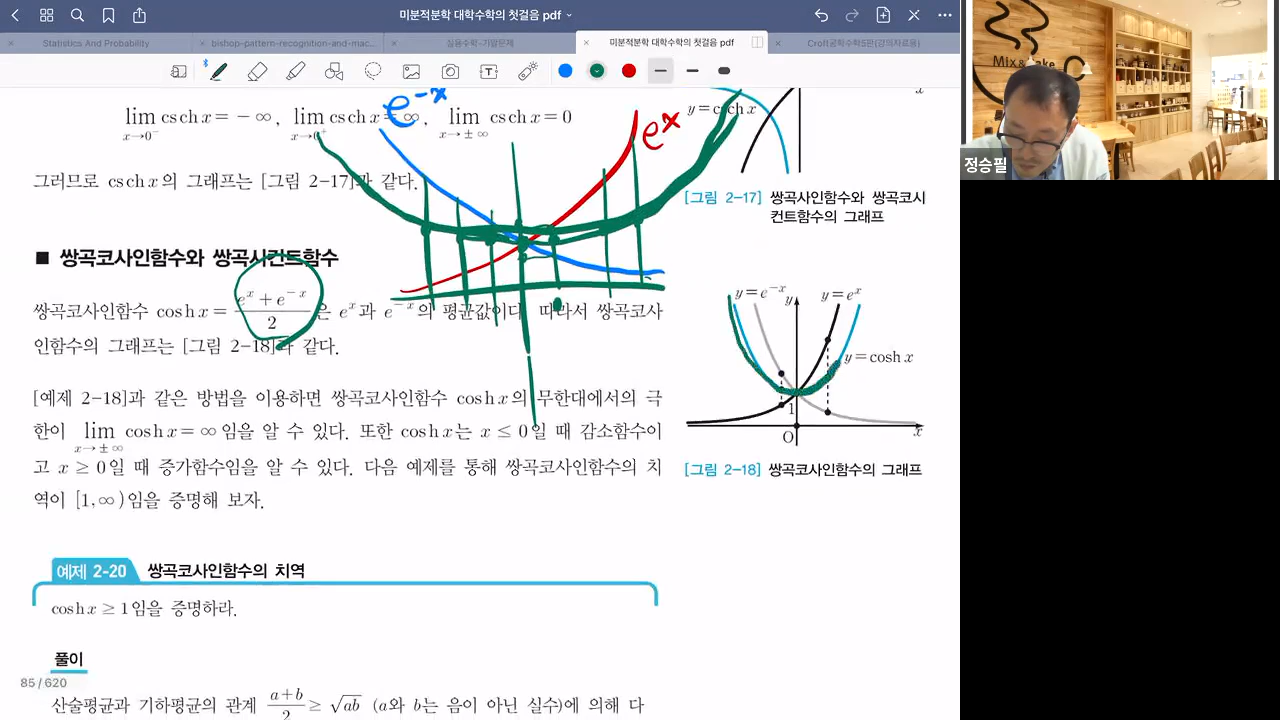 미분적분학 대학수학의 첫걸음 pdf
Statistics And Probability
bishop-pattern-recognition-and-mac...
실용수학-기말문제
미분적분학 대학수학의 첫걸음 pdf
Croft공학수학5판(강의자료용)
Mix&Bake
정승필
lim x→0⁻ csch x = −∞, lim x→0⁺ csch x = ∞, lim x→±∞ csch x = 0
e⁻ˣ
eˣ
y = csch x
x
그러므로 csch x의 그래프는 [그림 2-17]과 같다.
[그림 2-17] 쌍곡사인함수와 쌍곡코시
컨트함수의 그래프
■ 쌍곡코사인함수와 쌍곡시컨트함수
쌍곡코사인함수 cosh x = (eˣ + e⁻ˣ)/2 은 eˣ과 e⁻ˣ의 평균값이다. 따라서 쌍곡코사
인함수의 그래프는 [그림 2-18]과 같다.
y = e⁻ˣ
y
y = eˣ
y = cosh x
1
O
x
[그림 2-18] 쌍곡코사인함수의 그래프
[예제 2-18]과 같은 방법을 이용하면 쌍곡코사인함수 cosh x의 무한대에서의 극
한이 lim x→±∞ cosh x = ∞임을 알 수 있다. 또한 cosh x는 x ≤ 0일 때 감소함수이
고 x ≥ 0일 때 증가함수임을 알 수 있다. 다음 예제를 통해 쌍곡코사인함수의 치
역이 [1, ∞)임을 증명해 보자.
예제 2-20 쌍곡코사인함수의 치역
cosh x ≥ 1임을 증명하라.
풀이
85 / 620
산술평균과 기하평균의 관계 (a+b)/2 ≥ √ab (a와 b는 음이 아닌 실수)에 의해 다